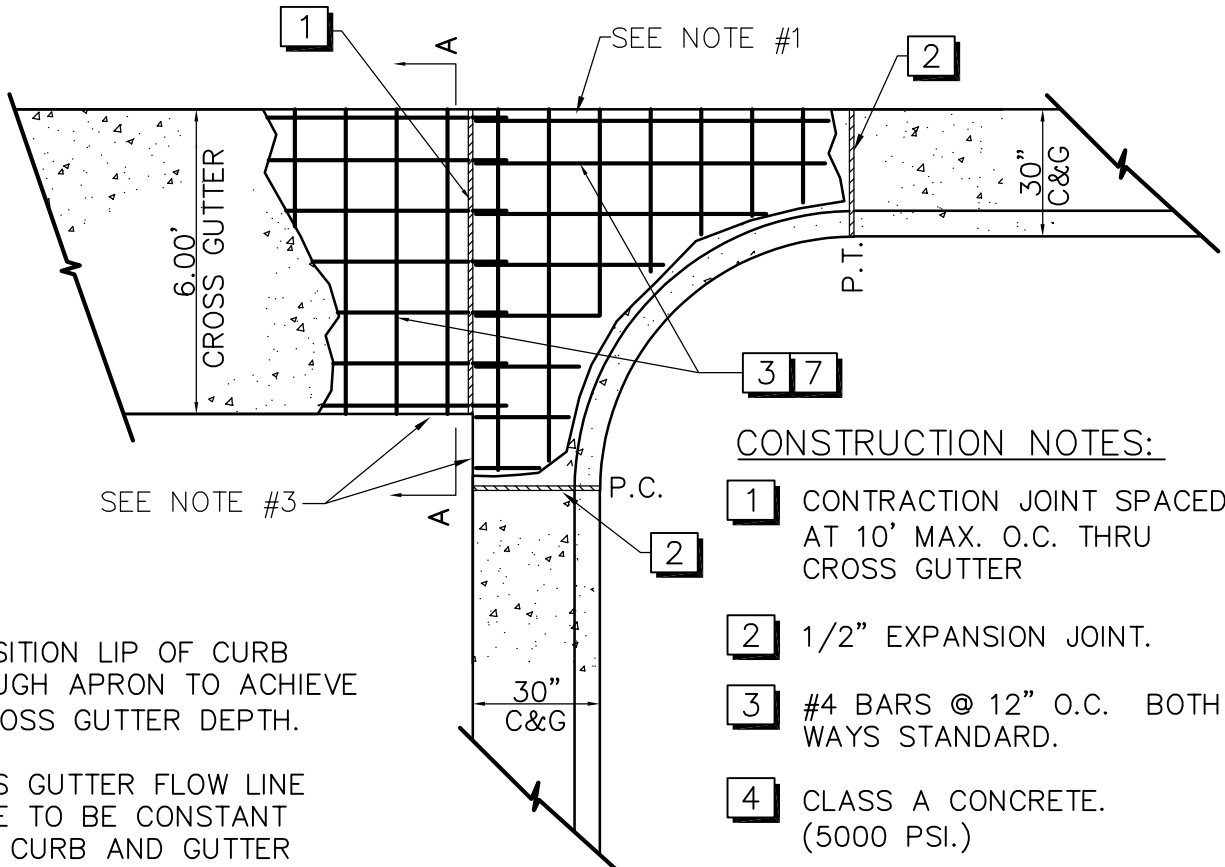 1
A
SEE NOTE #1
2
6.00'
CROSS GUTTER
30"
C&G
P.T.
3 7
SEE NOTE #3
A
P.C.
2
30"
C&G
SITION LIP OF CURB
UGH APRON TO ACHIEVE
OSS GUTTER DEPTH.
S GUTTER FLOW LINE
E TO BE CONSTANT
CURB AND GUTTER
CONSTRUCTION NOTES:
1 CONTRACTION JOINT SPACED
AT 10' MAX. O.C. THRU
CROSS GUTTER
2 1/2" EXPANSION JOINT.
3 #4 BARS @ 12" O.C. BOTH
WAYS STANDARD.
4 CLASS A CONCRETE.
(5000 PSI.)